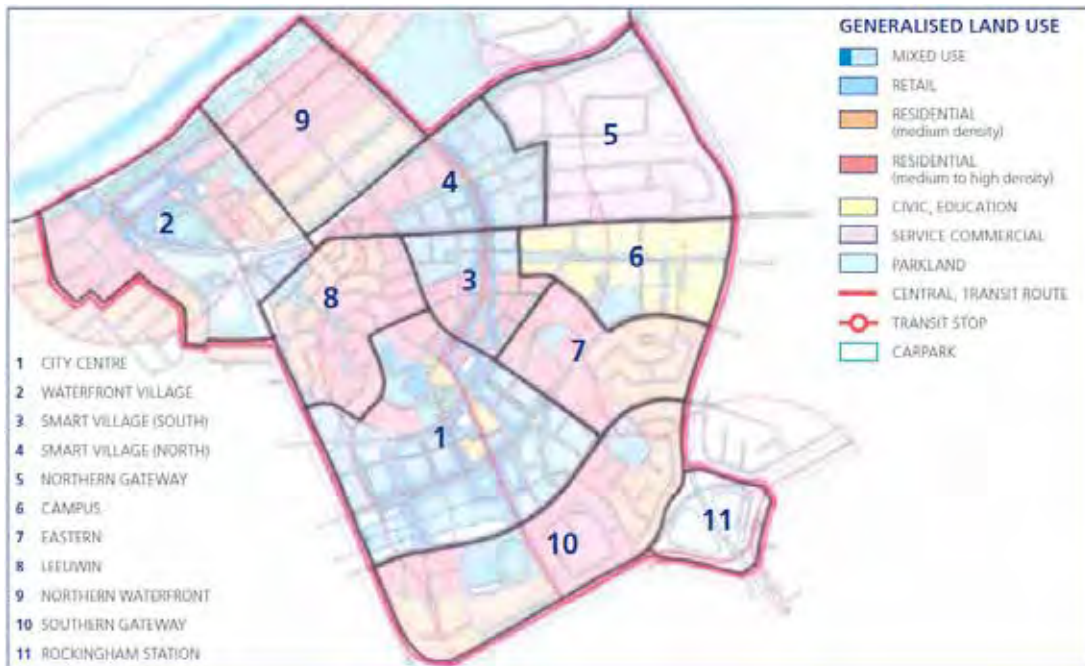 GENERALISED LAND USE
MIXED USE
RETAIL
RESIDENTIAL
(medium density)
RESIDENTIAL
(medium to high density)
CIVIC, EDUCATION
SERVICE COMMERCIAL
PARKLAND
CENTRAL, TRANSIT ROUTE
TRANSIT STOP
CARPARK
9
5
4
2
6
3
8
7
1
11
10
1 CITY CENTRE
2 WATERFRONT VILLAGE
3 SMART VILLAGE (SOUTH)
4 SMART VILLAGE (NORTH)
5 NORTHERN GATEWAY
6 CAMPUS
7 EASTERN
8 LEEUWIN
9 NORTHERN WATERFRONT
10 SOUTHERN GATEWAY
11 ROCKINGHAM STATION